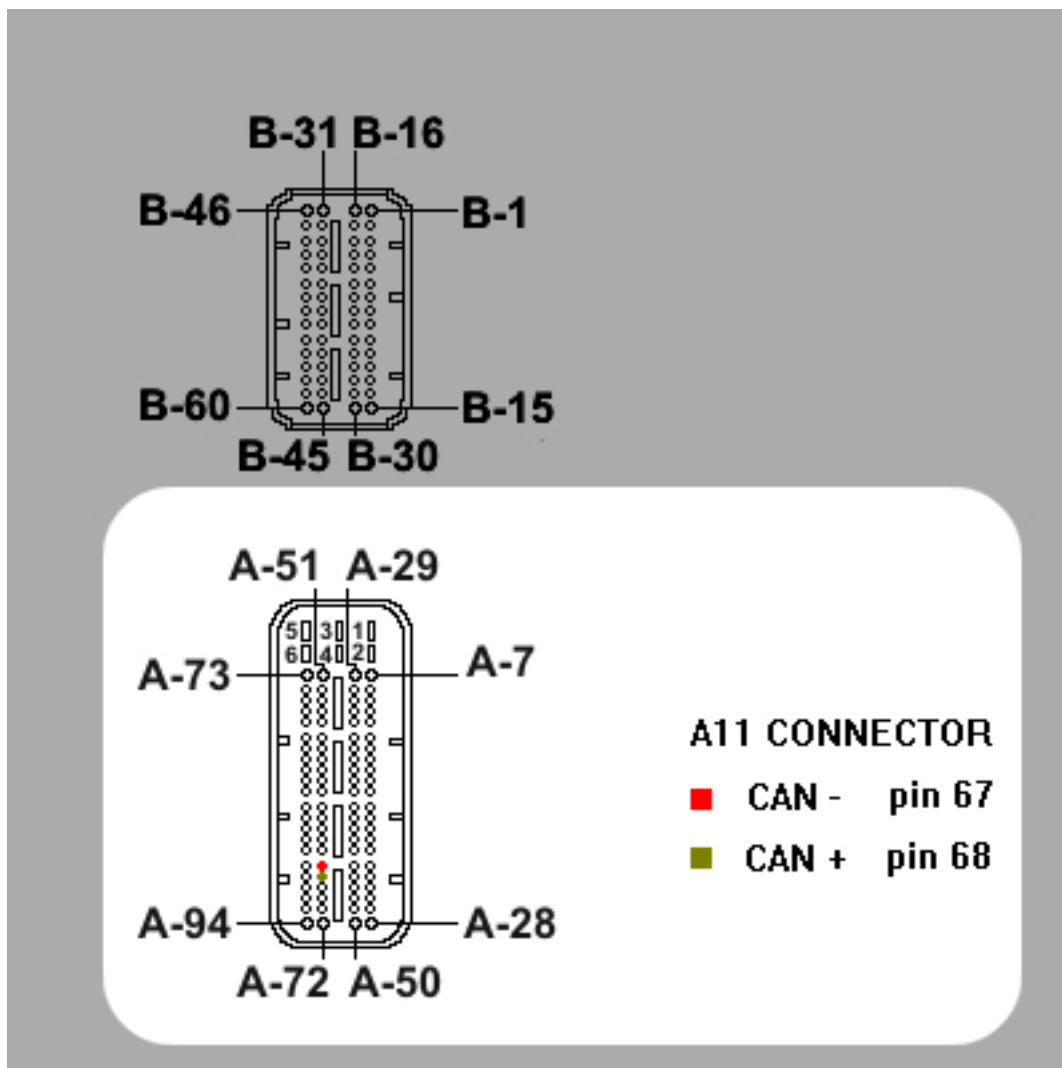 B-31 B-16
B-46 B-1
B-60 B-15
B-45 B-30
A-51 A-29
5 3 1
6 4 2
A-73 A-7
A11 CONNECTOR
CAN - pin 67
CAN + pin 68
A-94 A-28
A-72 A-50